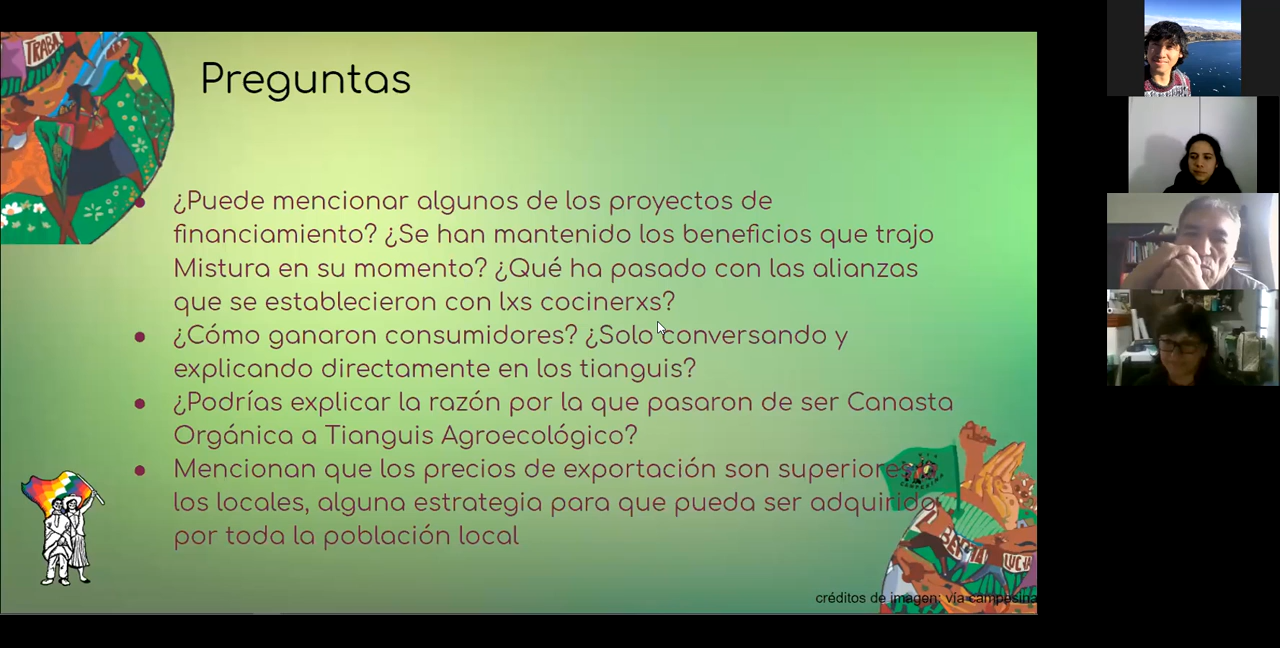 TRABA
Preguntas
● ¿Puede mencionar algunos de los proyectos de
financiamiento? ¿Se han mantenido los beneficios que trajo
Mistura en su momento? ¿Qué ha pasado con las alianzas
que se establecieron con lxs cocinerxs?
● ¿Cómo ganaron consumidores? ¿Solo conversando y
explicando directamente en los tianguis?
● ¿Podrías explicar la razón por la que pasaron de ser Canasta
Orgánica a Tianguis Agroecológico?
● Mencionan que los precios de exportación son superiores a
los locales, alguna estrategia para que pueda ser adquirido
por toda la población local
créditos de imagen: vía campesina